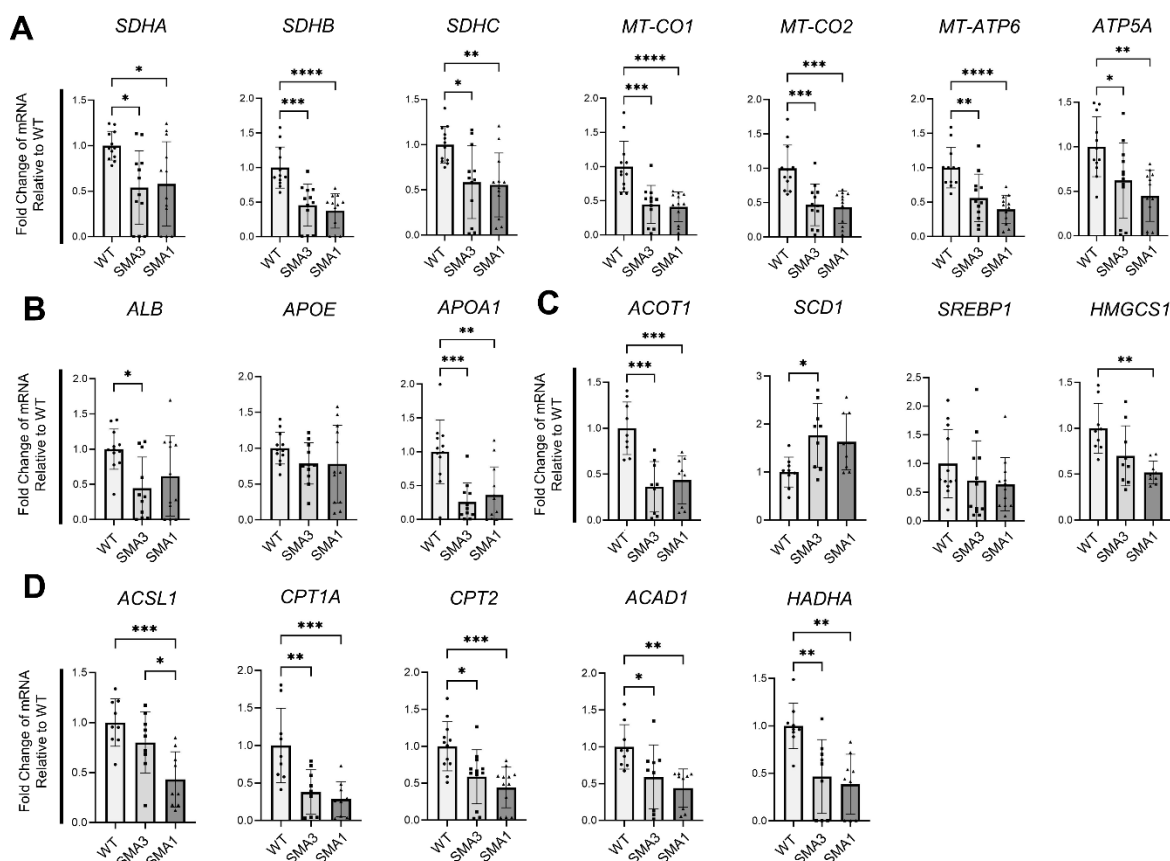 A
SDHA SDHB SDHC MT-CO1 MT-CO2 MT-ATP6 ATP5A
Fold Change of mRNA
Relative to WT
* *
**** ***
** *
**** ***
*** ***
**** **
** *
1.5 1.0 0.5 0.0
2.0 1.5 1.0 0.5 0.0
1.5 1.0 0.5 0.0
2.0 1.5 1.0 0.5 0.0
2.0 1.5 1.0 0.5 0.0
2.0 1.5 1.0 0.5 0.0
1.5 1.0 0.5 0.0
WT SMA3 SMA1
WT SMA3 SMA1
WT SMA3 SMA1
WT SMA3 SMA1
WT SMA3 SMA1
WT SMA3 SMA1
WT SMA3 SMA1
B
ALB APOE APOA1
Fold Change of mRNA
Relative to WT
*
** ***
2.0 1.5 1.0 0.5 0.0
2.0 1.5 1.0 0.5 0.0
2.0 1.5 1.0 0.5 0.0
WT SMA3 SMA1
WT SMA3 SMA1
WT SMA3 SMA1
C
ACOT1 SCD1 SREBP1 HMGCS1
*** ***
*
**
1.5 1.0 0.5 0.0
3 2 1 0
2.5 2.0 1.5 1.0 0.5 0.0
1.5 1.0 0.5 0.0
WT SMA3 SMA1
WT SMA3 SMA1
WT SMA3 SMA1
WT SMA3 SMA1
D
ACSL1 CPT1A CPT2 ACAD1 HADHA
Fold Change of mRNA
Relative to WT
*** *
*** **
*** *
** *
** **
1.5 1.0 0.5 0.0
2.0 1.5 1.0 0.5 0.0
2.0 1.5 1.0 0.5 0.0
2.0 1.5 1.0 0.5 0.0
1.5 1.0 0.5 0.0
WT SMA3 SMA1
WT SMA3 SMA1
WT SMA3 SMA1
WT SMA3 SMA1
WT SMA3 SMA1